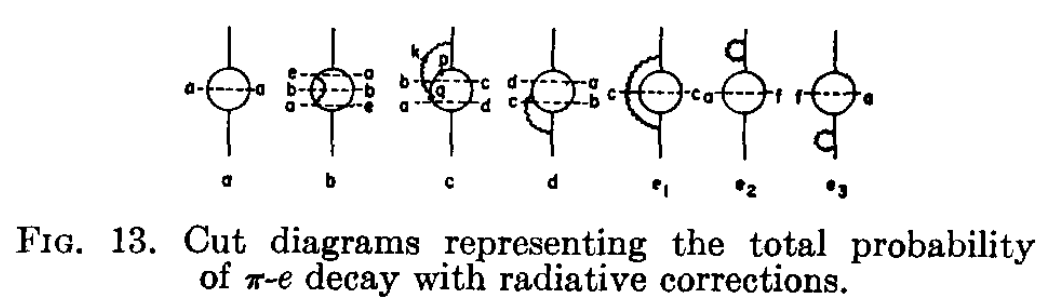 k
e a
p
b c
d a
a a
b b
q
a e
a d
c b
c c
a f
f a
a b c d e₁ e₂ e₃
FIG. 13. Cut diagrams representing the total probability
of π-e decay with radiative corrections.